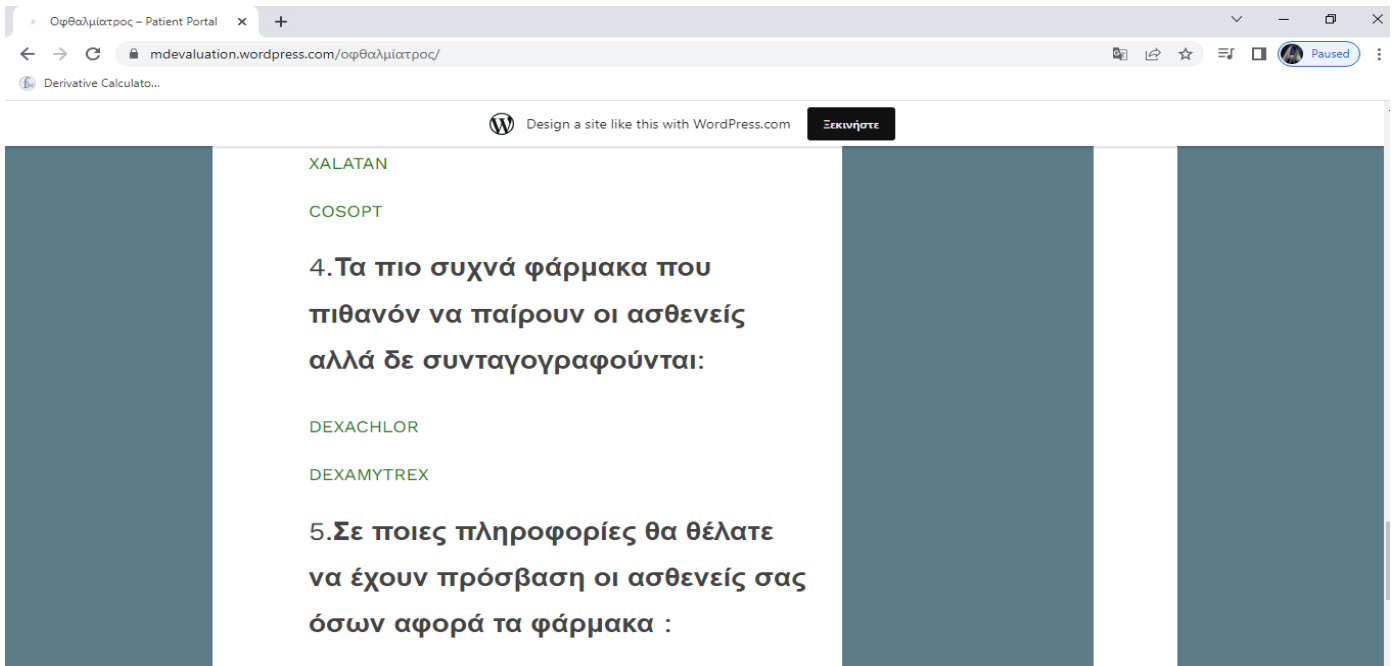 Οφθαλμίατρος – Patient Portal
mdevaluation.wordpress.com/οφθαλμίατρος/
Paused
Derivative Calculato...
Design a site like this with WordPress.com
Ξεκινήστε
XALATAN
COSOPT
4.Τα πιο συχνά φάρμακα που
πιθανόν να παίρουν οι ασθενείς
αλλά δε συνταγογραφούνται:
DEXACHLOR
DEXAMYTREX
5.Σε ποιες πληροφορίες θα θέλατε
να έχουν πρόσβαση οι ασθενείς σας
όσων αφορά τα φάρμακα :